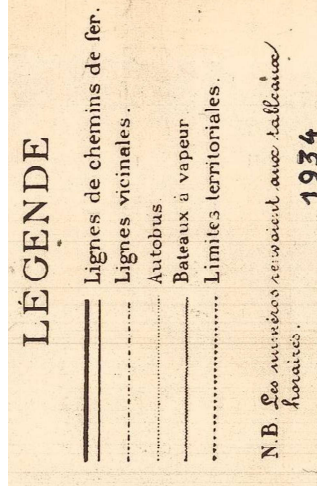 LÉGENDE
Lignes de chemins de fer.
Lignes vicinales.
Autobus
Bateaux à vapeur
Limites territoriales.
N.B. Les numéros renvoient aux tableaux
horaires.
1934